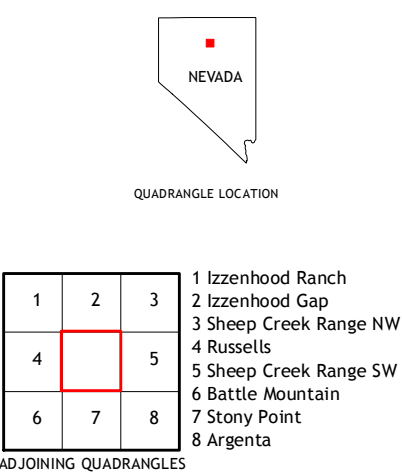 NEVADA
QUADRANGLE LOCATION
1 2 3
4 5
6 7 8
ADJOINING QUADRANGLES
1 Izzenhood Ranch
2 Izzenhood Gap
3 Sheep Creek Range NW
4 Russells
5 Sheep Creek Range SW
6 Battle Mountain
7 Stony Point
8 Argenta